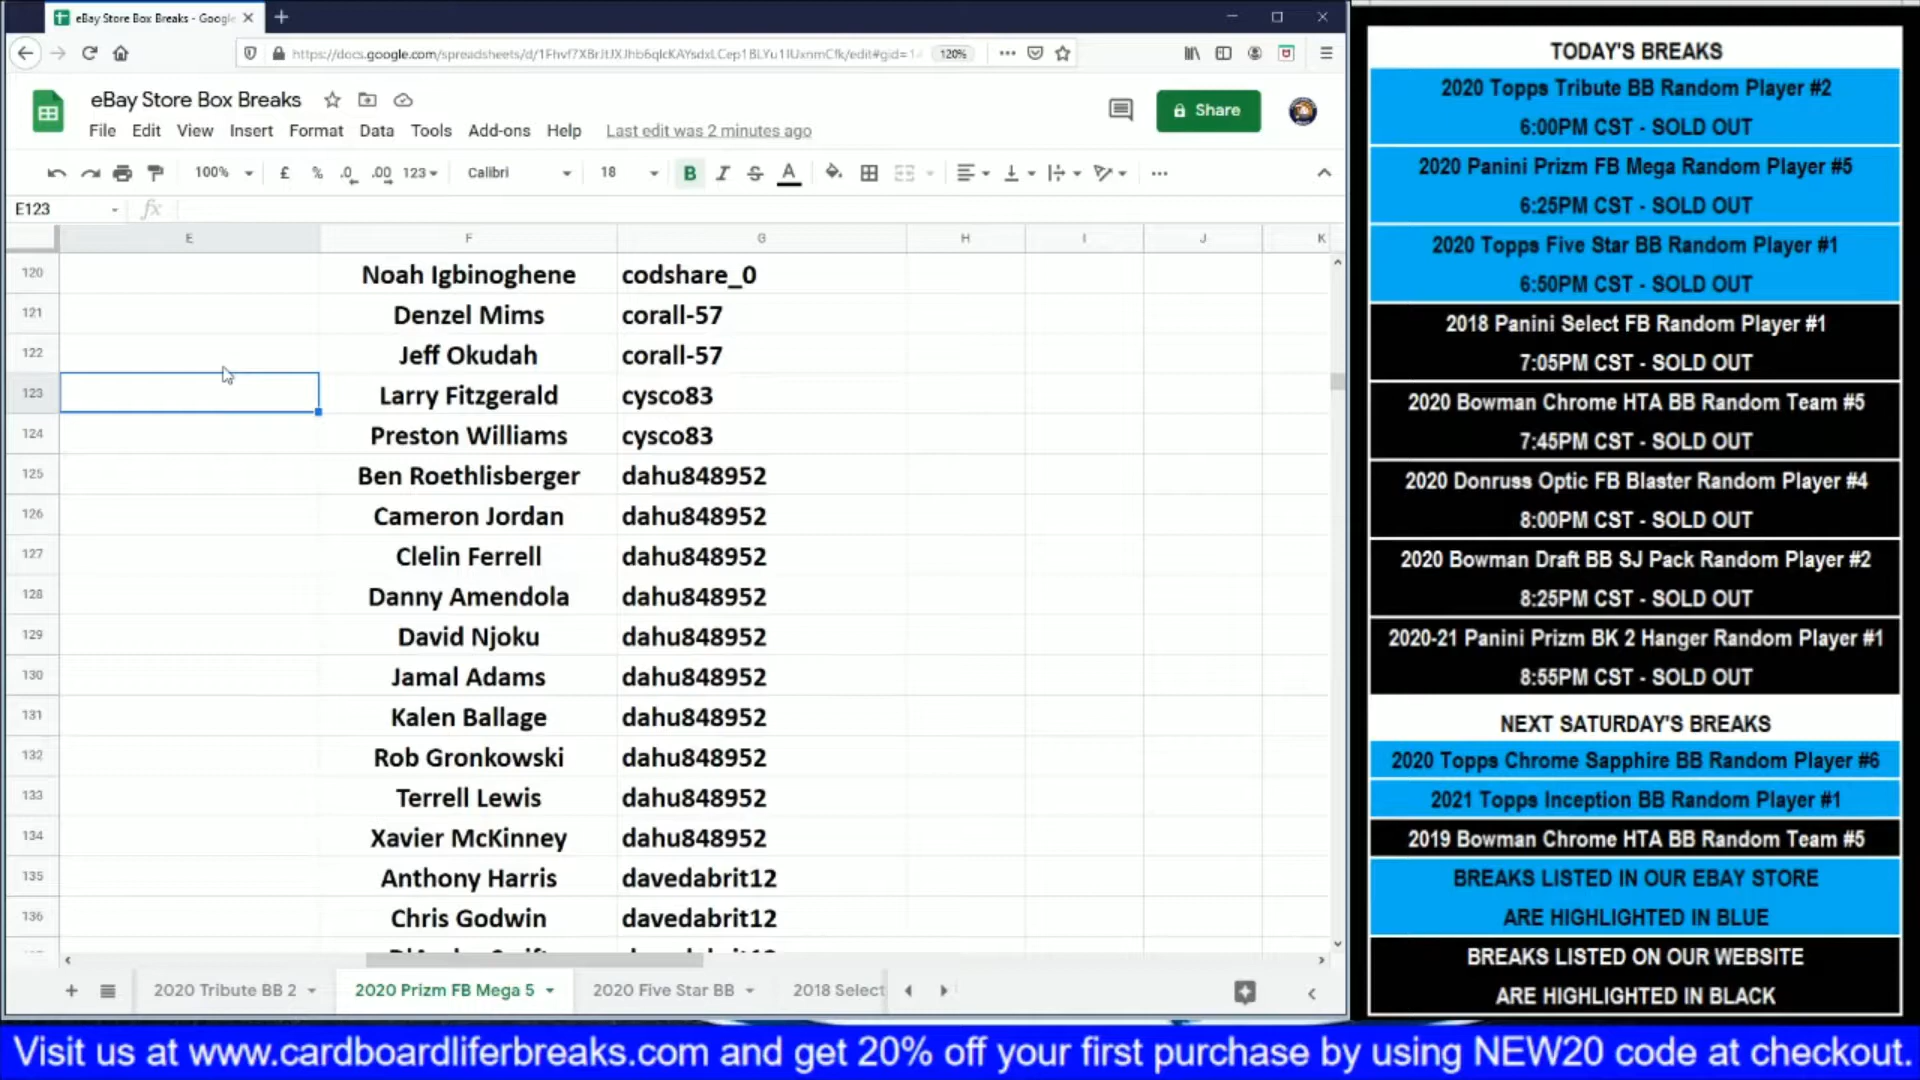 eBay Store Box Breaks - Google
120%
eBay Store Box Breaks
Share
File Edit View Insert Format Data Tools Add-ons Help Last edit was 2 minutes ago
100% £ % .0 .00 123 Calibri 18 B I S A
E123 fx
E F G H I J K
120 Noah Igbinoghene codshare_0
121 Denzel Mims corall-57
122 Jeff Okudah corall-57
123 Larry Fitzgerald cysco83
124 Preston Williams cysco83
125 Ben Roethlisberger dahu848952
126 Cameron Jordan dahu848952
127 Clelin Ferrell dahu848952
128 Danny Amendola dahu848952
129 David Njoku dahu848952
130 Jamal Adams dahu848952
131 Kalen Ballage dahu848952
132 Rob Gronkowski dahu848952
133 Terrell Lewis dahu848952
134 Xavier McKinney dahu848952
135 Anthony Harris davedabrit12
136 Chris Godwin davedabrit12
2020 Tribute BB 2 2020 Prizm FB Mega 5 2020 Five Star BB 2018 Select
TODAY'S BREAKS
2020 Topps Tribute BB Random Player #2
6:00PM CST - SOLD OUT
2020 Panini Prizm FB Mega Random Player #5
6:25PM CST - SOLD OUT
2020 Topps Five Star BB Random Player #1
6:50PM CST - SOLD OUT
2018 Panini Select FB Random Player #1
7:05PM CST - SOLD OUT
2020 Bowman Chrome HTA BB Random Team #5
7:45PM CST - SOLD OUT
2020 Donruss Optic FB Blaster Random Player #4
8:00PM CST - SOLD OUT
2020 Bowman Draft BB SJ Pack Random Player #2
8:25PM CST - SOLD OUT
2020-21 Panini Prizm BK 2 Hanger Random Player #1
8:55PM CST - SOLD OUT
NEXT SATURDAY'S BREAKS
2020 Topps Chrome Sapphire BB Random Player #6
2021 Topps Inception BB Random Player #1
2019 Bowman Chrome HTA BB Random Team #5
BREAKS LISTED IN OUR EBAY STORE
ARE HIGHLIGHTED IN BLUE
BREAKS LISTED ON OUR WEBSITE
ARE HIGHLIGHTED IN BLACK
Visit us at www.cardboardliferbreaks.com and get 20% off your first purchase by using NEW20 code at checkout.